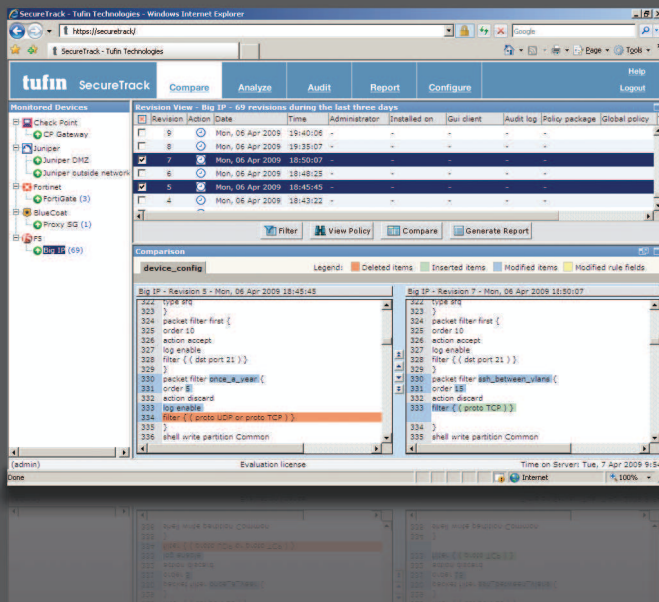 SecureTrack - Tufin Technologies - Windows Internet Explorer
https://securetrack/
Google
SecureTrack - Tufin Technologies
Page Tools
tufin SecureTrack
Compare Analyze Audit Report Configure
Help
Logout
Monitored Devices
Check Point
CP Gateway
Juniper
Juniper DMZ
Juniper outside network
Fortinet
FortiGate (3)
BlueCoat
Proxy SG (1)
F5
Big IP (69)
Revision View - Big IP - 69 revisions during the last three days
Revision Action Date Time Administrator Installed on Gui client Audit log Policy package Global policy
9 Mon, 06 Apr 2009 19:40:06 - - - - -
8 Mon, 06 Apr 2009 19:35:07 - - - - -
7 Mon, 06 Apr 2009 18:50:07 - - - - -
6 Mon, 06 Apr 2009 18:48:25 - - - - -
5 Mon, 06 Apr 2009 18:45:45 - - - - -
4 Mon, 06 Apr 2009 18:43:22 - - - - -
Filter View Policy Compare Generate Report
Comparison
device_config
Legend: Deleted items Inserted items Modified items Modified rule fields
Big IP - Revision 5 - Mon, 06 Apr 2009 18:45:45
322 type srq
323 }
324 packet filter first {
325 order 10
326 action accept
327 log enable
328 filter { ( dst port 21 ) }
329 }
330 packet filter once_a_year {
331 order 5
332 action discard
333 log enable
334 filter { ( proto UDP or proto TCP ) }
335 }
336 shell write partition Common
Big IP - Revision 7 - Mon, 06 Apr 2009 18:50:07
322 type srq
323 }
324 packet filter first {
325 order 10
326 action accept
327 log enable
328 filter { ( dst port 21 ) }
329 }
330 packet filter ssh_between_vlans {
331 order 15
332 action discard
333 filter { ( proto TCP ) }
334 }
335 shell write partition Common
(admin)
Evaluation license
Time on Server: Tue, 7 Apr 2009 9:54
Done
Internet
100%